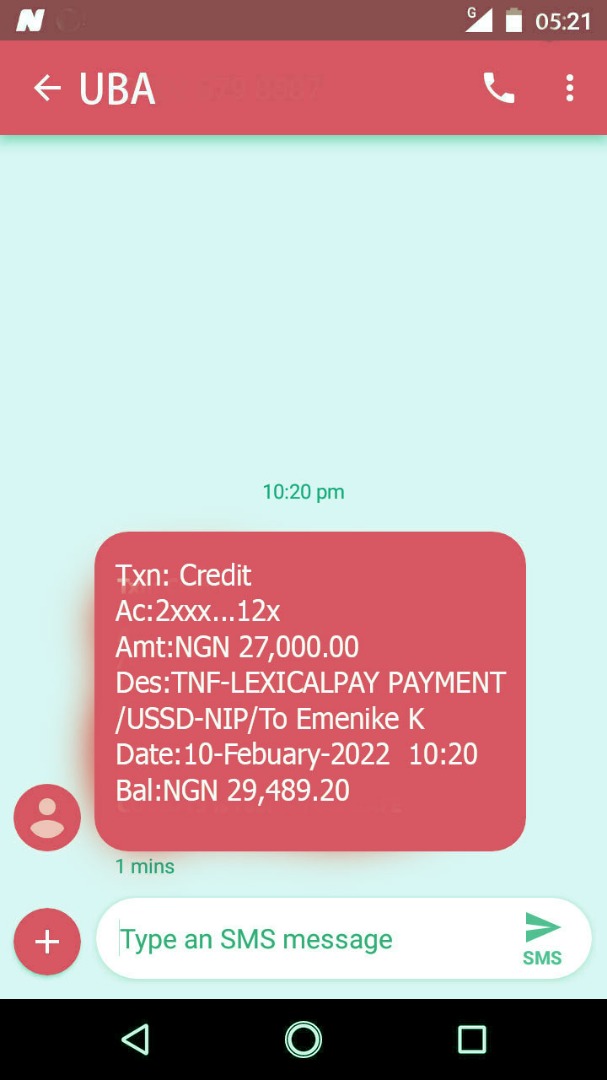 N
G
05:21
UBA
10:20 pm
Txn: Credit
Ac:2xxx...12x
Amt:NGN 27,000.00
Des:TNF-LEXICALPAY PAYMENT
/USSD-NIP/To Emenike K
Date:10-Febuary-2022 10:20
Bal:NGN 29,489.20
1 mins
Type an SMS message
SMS